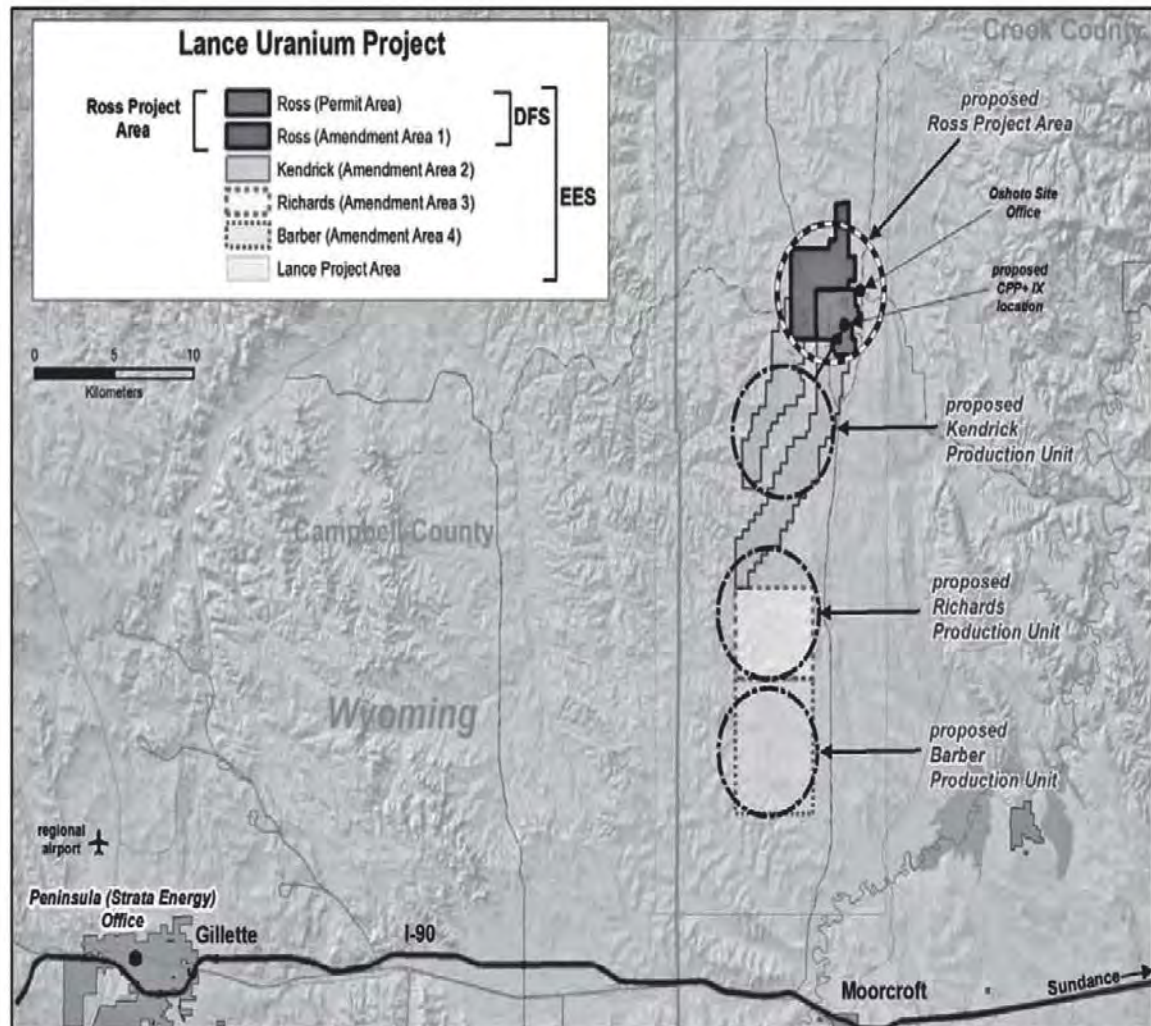 Lance Uranium Project
Ross Project
Area
Ross (Permit Area)
Ross (Amendment Area 1)
DFS
Kendrick (Amendment Area 2)
Richards (Amendment Area 3)
Barber (Amendment Area 4)
Lance Project Area
EES
0 5 10
Kilometers
Crook County
proposed
Ross Project Area
Oshoto Site
Office
proposed
CPP+ IX
location
proposed
Kendrick
Production Unit
Campbell County
proposed
Richards
Production Unit
Wyoming
proposed
Barber
Production Unit
regional
airport
Peninsula (Strata Energy)
Office
Gillette
I-90
Moorcroft
Sundance